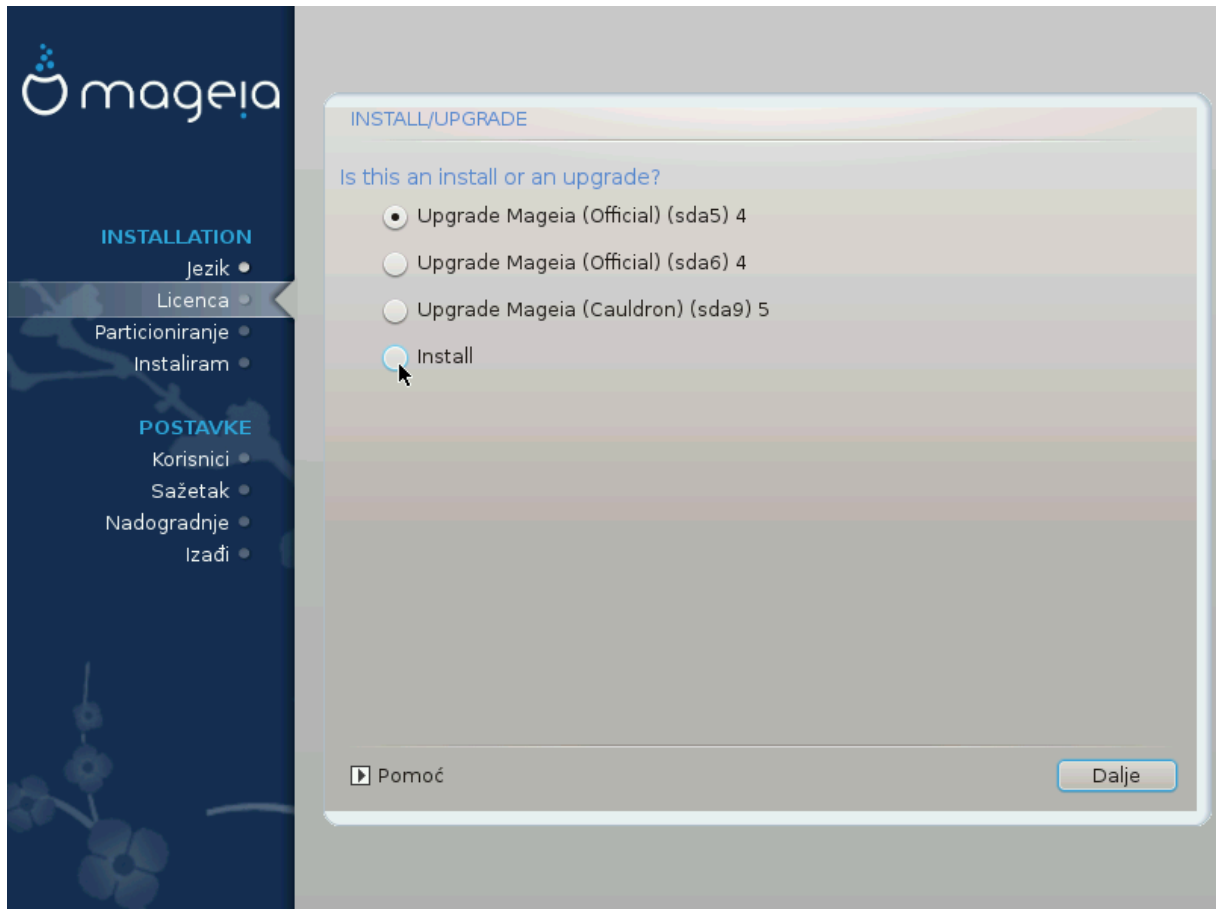 mageia
INSTALLATION
Jezik
Licenca
Particioniranje
Instaliram
POSTAVKE
Korisnici
Sažetak
Nadogradnje
Izađi
INSTALL/UPGRADE
Is this an install or an upgrade?
Upgrade Mageia (Official) (sda5) 4
Upgrade Mageia (Official) (sda6) 4
Upgrade Mageia (Cauldron) (sda9) 5
Install
Pomoć
Dalje